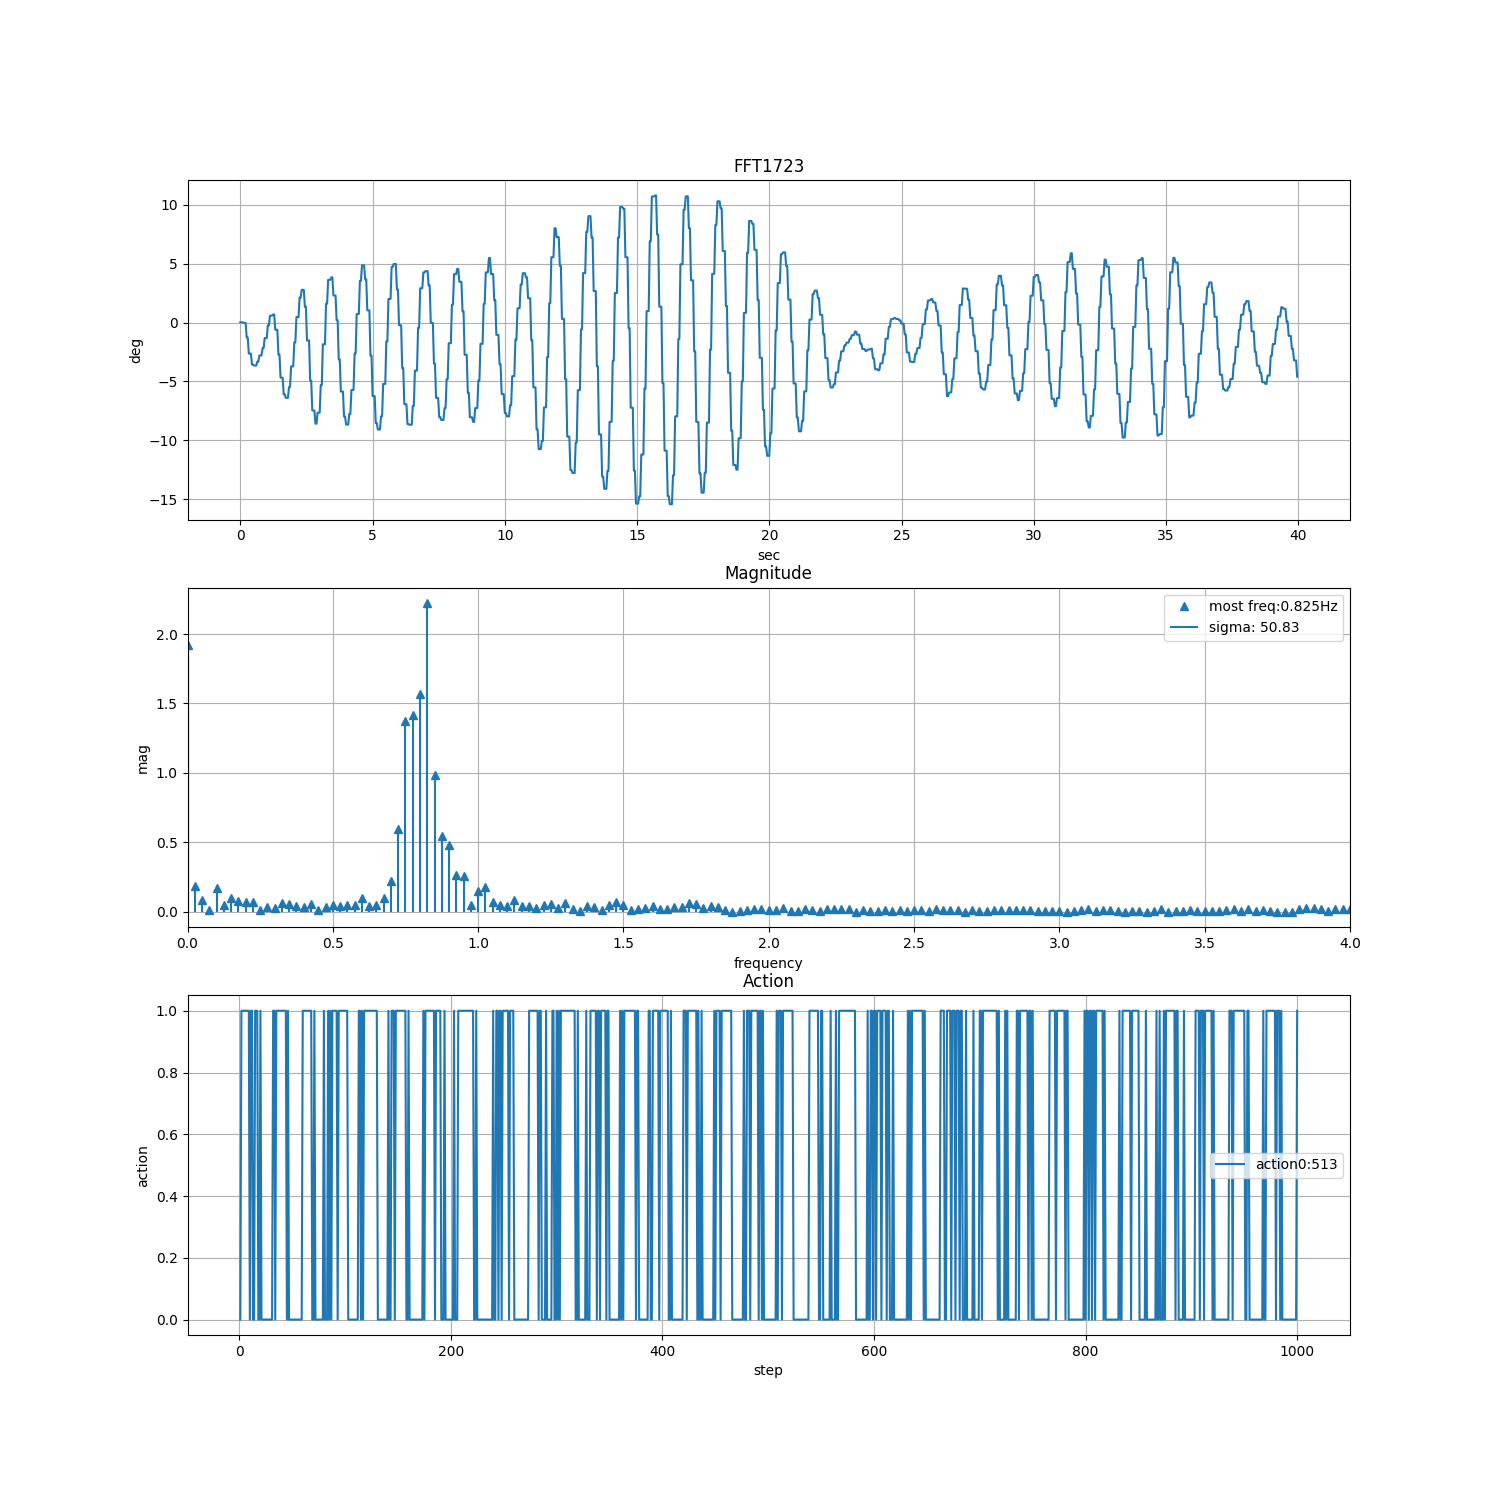 FFT1723
10
5
0
−5
−10
−15
deg
0 5 10 15 20 25 30 35 40
sec
Magnitude
most freq:0.825Hz
sigma: 50.83
2.0
1.5
1.0
0.5
0.0
mag
0.0 0.5 1.0 1.5 2.0 2.5 3.0 3.5 4.0
frequency
Action
1.0
0.8
0.6
0.4
0.2
0.0
action
action0:513
0 200 400 600 800 1000
step